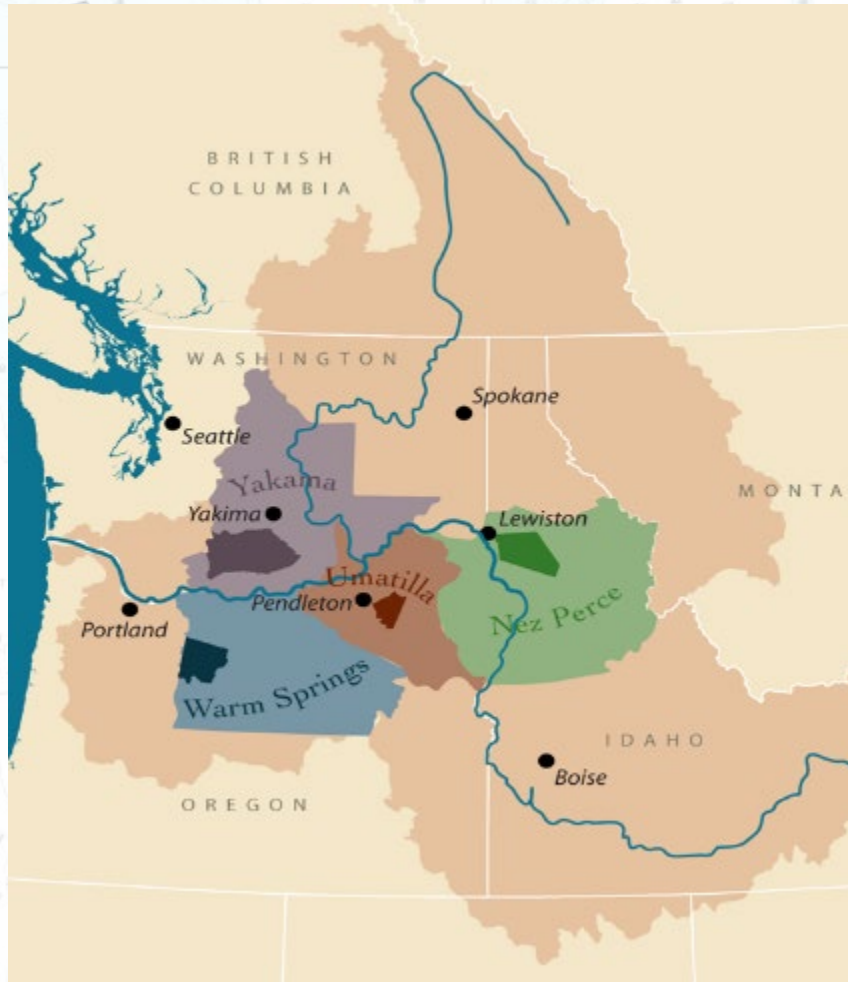 BRITISH
COLUMBIA
WASHINGTON
Spokane
Seattle
Yakama
MONTA
Yakima
Lewiston
Umatilla
Pendleton
Nez Perce
Portland
Warm Springs
IDAHO
Boise
OREGON